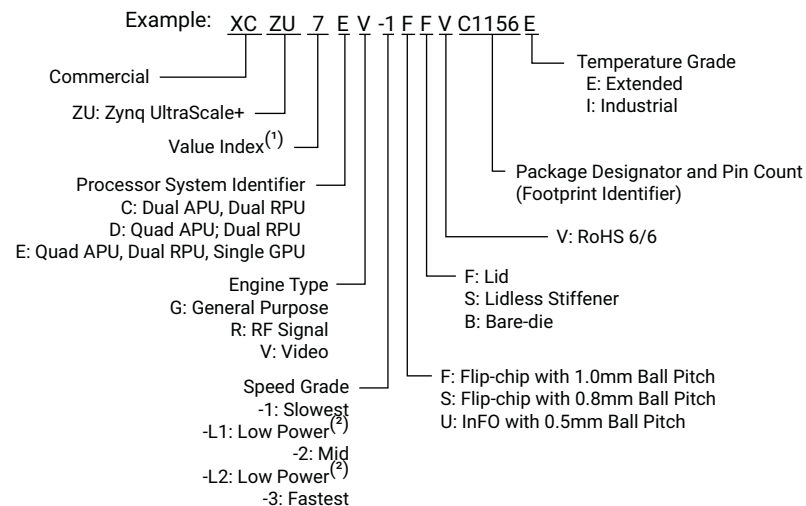 Example: XC ZU 7 E V -1 F F V C1156 E
Commercial
ZU: Zynq UltraScale+
Value Index(1)
Processor System Identifier
C: Dual APU, Dual RPU
D: Quad APU; Dual RPU
E: Quad APU, Dual RPU, Single GPU
Engine Type
G: General Purpose
R: RF Signal
V: Video
Speed Grade
-1: Slowest
-L1: Low Power(2)
-2: Mid
-L2: Low Power(2)
-3: Fastest
Temperature Grade
E: Extended
I: Industrial
Package Designator and Pin Count
(Footprint Identifier)
V: RoHS 6/6
F: Lid
S: Lidless Stiffener
B: Bare-die
F: Flip-chip with 1.0mm Ball Pitch
S: Flip-chip with 0.8mm Ball Pitch
U: InFO with 0.5mm Ball Pitch